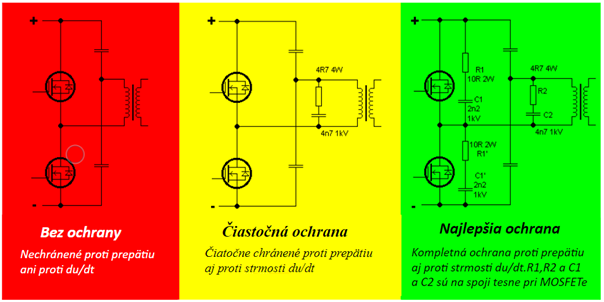 +
-
Bez ochrany
Nechránené proti prepätiu
ani proti du/dt
+
4R7 4W
4n7 1kV
-
Čiastočná ochrana
Čiatočne chránené proti prepätiu
aj proti strmosti du/dt
+
R1
10R 2W
4R7 4W
R2
C1
2n2
1kV
C2
4n7 1kV
10R 2W
R1'
C1'
2n2
1kV
-
Najlepšia ochrana
Kompletná ochrana proti prepätiu
aj proti strmosti du/dt.R1,R2 a C1
a C2 sú na spoji tesne pri MOSFETe